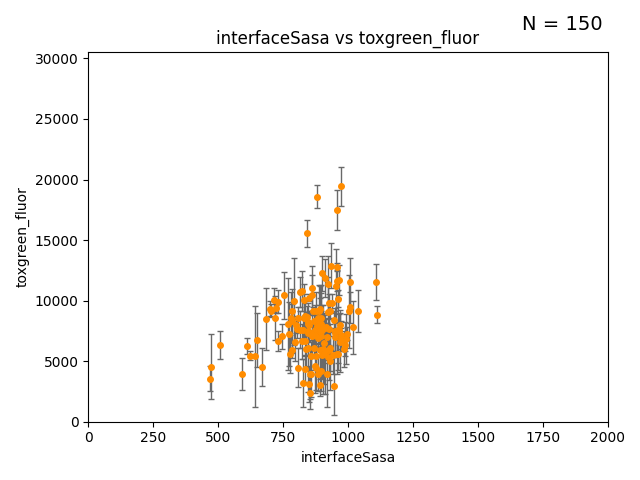 N = 150
interfaceSasa vs toxgreen_fluor
30000
25000
20000
15000
10000
5000
0
toxgreen_fluor
0 250 500 750 1000 1250 1500 1750 2000
interfaceSasa